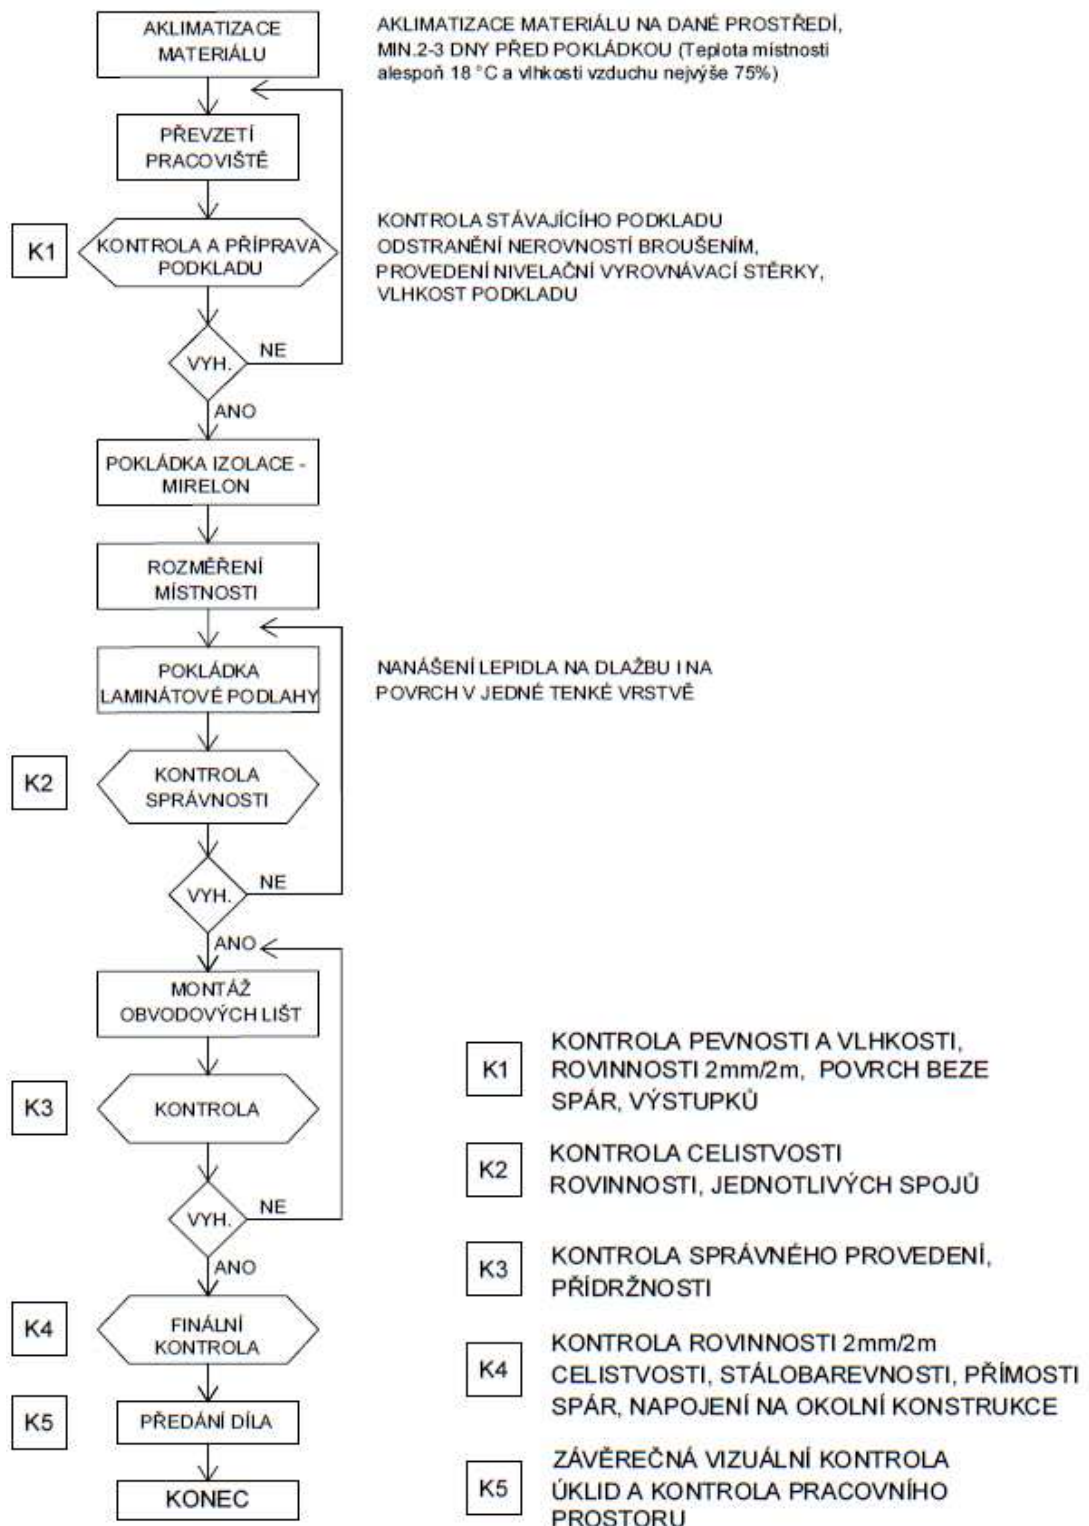 AKLIMATIZACE
MATERIÁLU
AKLIMATIZACE MATERIÁLU NA DANÉ PROSTŘEDÍ,
MIN.2-3 DNY PŘED POKLÁDKOU (Teplota místnosti
alespoň 18 °C a vlhkosti vzduchu nejvýše 75%)
PŘEVZETÍ
PRACOVIŠTĚ
K1
KONTROLA A PŘÍPRAVA
PODKLADU
KONTROLA STÁVAJÍCÍHO PODKLADU
ODSTRANĚNÍ NEROVNOSTÍ BROUŠENÍM,
PROVEDENÍ NIVELAČNÍ VYROVNÁVACÍ STĚRKY,
VLHKOST PODKLADU
VYH.
NE
ANO
POKLÁDKA IZOLACE -
MIRELON
ROZMĚŘENÍ
MÍSTNOSTI
POKLÁDKA
LAMINÁTOVÉ PODLAHY
NANÁŠENÍ LEPIDLA NA DLAŽBU I NA
POVRCH V JEDNÉ TENKÉ VRSTVĚ
K2
KONTROLA
SPRÁVNOSTI
VYH.
NE
ANO
MONTÁŽ
OBVODOVÝCH LIŠT
K3
KONTROLA
VYH.
NE
ANO
K4
FINÁLNÍ
KONTROLA
K5
PŘEDÁNÍ DÍLA
KONEC
K1
KONTROLA PEVNOSTI A VLHKOSTI,
ROVINNOSTI 2mm/2m, POVRCH BEZE
SPÁR, VÝSTUPKŮ
K2
KONTROLA CELISTVOSTI
ROVINNOSTI, JEDNOTLIVÝCH SPOJŮ
K3
KONTROLA SPRÁVNÉHO PROVEDENÍ,
PŘÍDRŽNOSTI
K4
KONTROLA ROVINNOSTI 2mm/2m
CELISTVOSTI, STÁLOBAREVNOSTI, PŘÍMOSTI
SPÁR, NAPOJENÍ NA OKOLNÍ KONSTRUKCE
K5
ZÁVĚREČNÁ VIZUÁLNÍ KONTROLA
ÚKLID A KONTROLA PRACOVNÍHO
PROSTORU